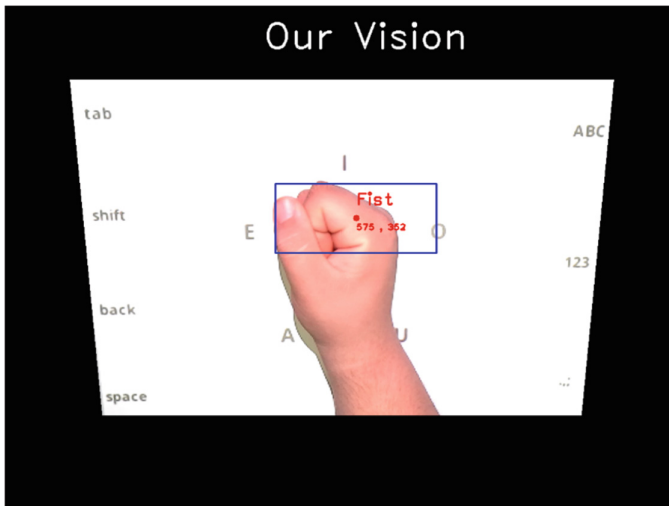 Our Vision
tab
ABC
I
shift
Fist
575 , 352
E
O
123
back
A
U
.,;
space